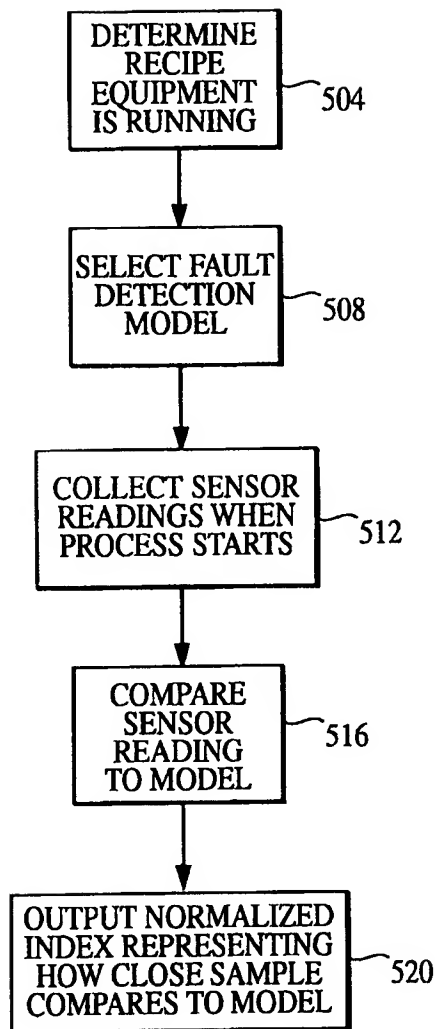 DETERMINE
RECIPE
EQUIPMENT
IS RUNNING
504
SELECT FAULT
DETECTION
MODEL
508
COLLECT SENSOR
READINGS WHEN
PROCESS STARTS
512
COMPARE
SENSOR
READING
TO MODEL
516
OUTPUT NORMALIZED
INDEX REPRESENTING
HOW CLOSE SAMPLE
COMPARES TO MODEL
520